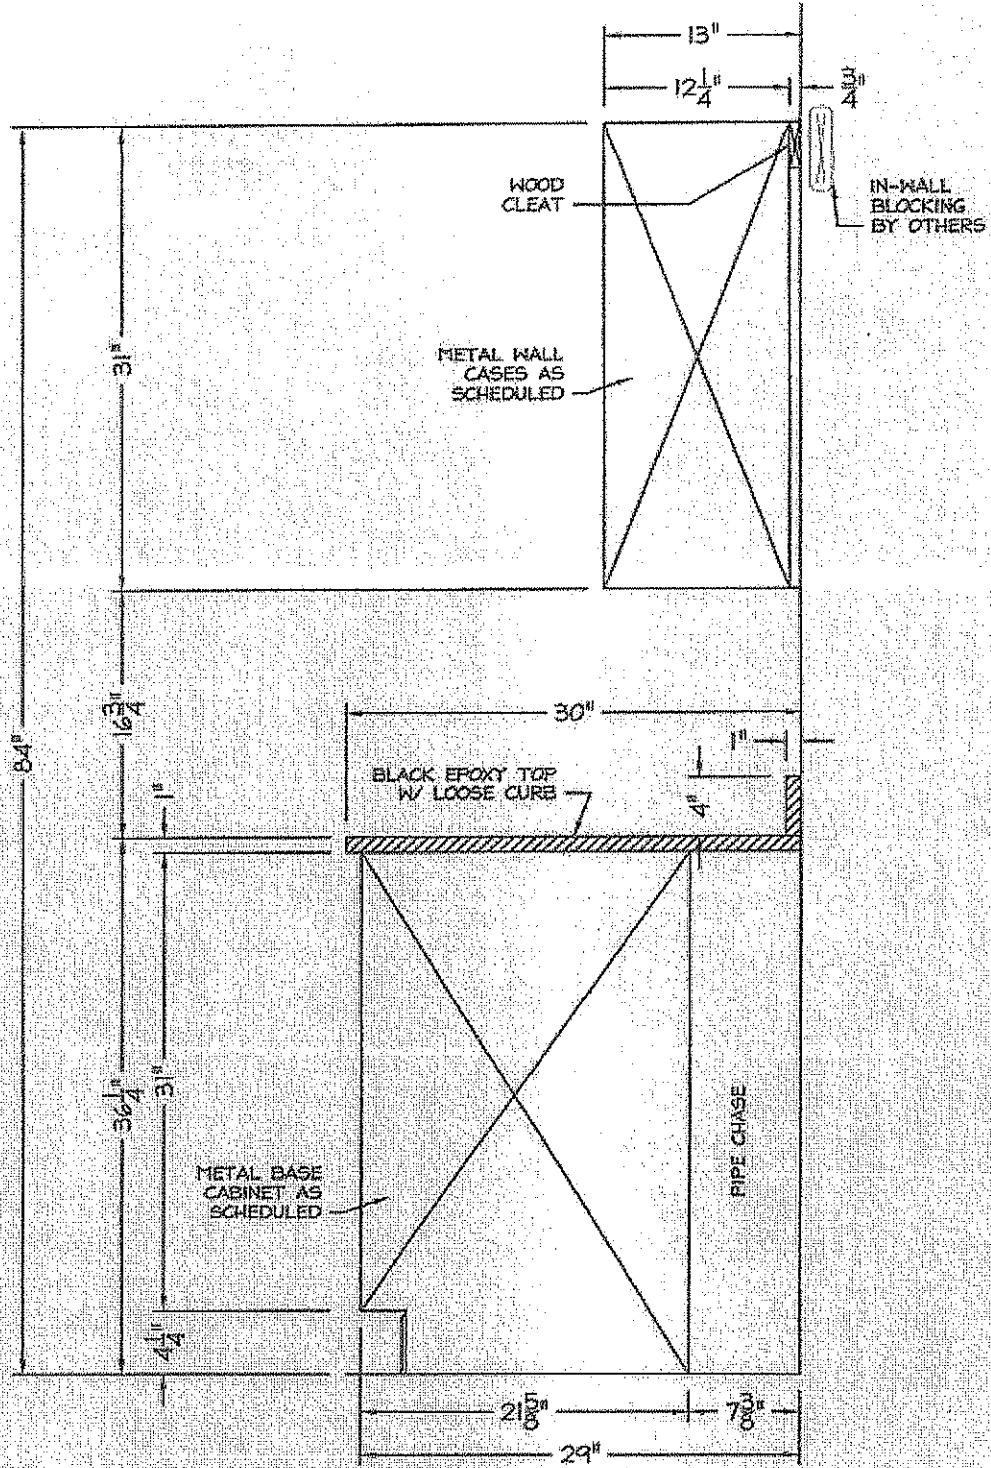 13"
12 1/4"
3/4"
WOOD
CLEAT
IN-WALL
BLOCKING
BY OTHERS
31"
METAL WALL
CASES AS
SCHEDULED
84"
16 3/4"
30"
1"
BLACK EPOXY TOP
W/ LOOSE CURB
4"
1"
36 1/4"
31"
PIPE CHASE
METAL BASE
CABINET AS
SCHEDULED
4 1/4"
21 5/8"
7 3/8"
29"